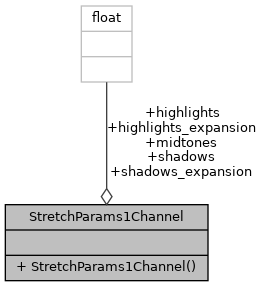 float
+highlights
+highlights_expansion
+midtones
+shadows
+shadows_expansion
StretchParams1Channel
+ StretchParams1Channel()